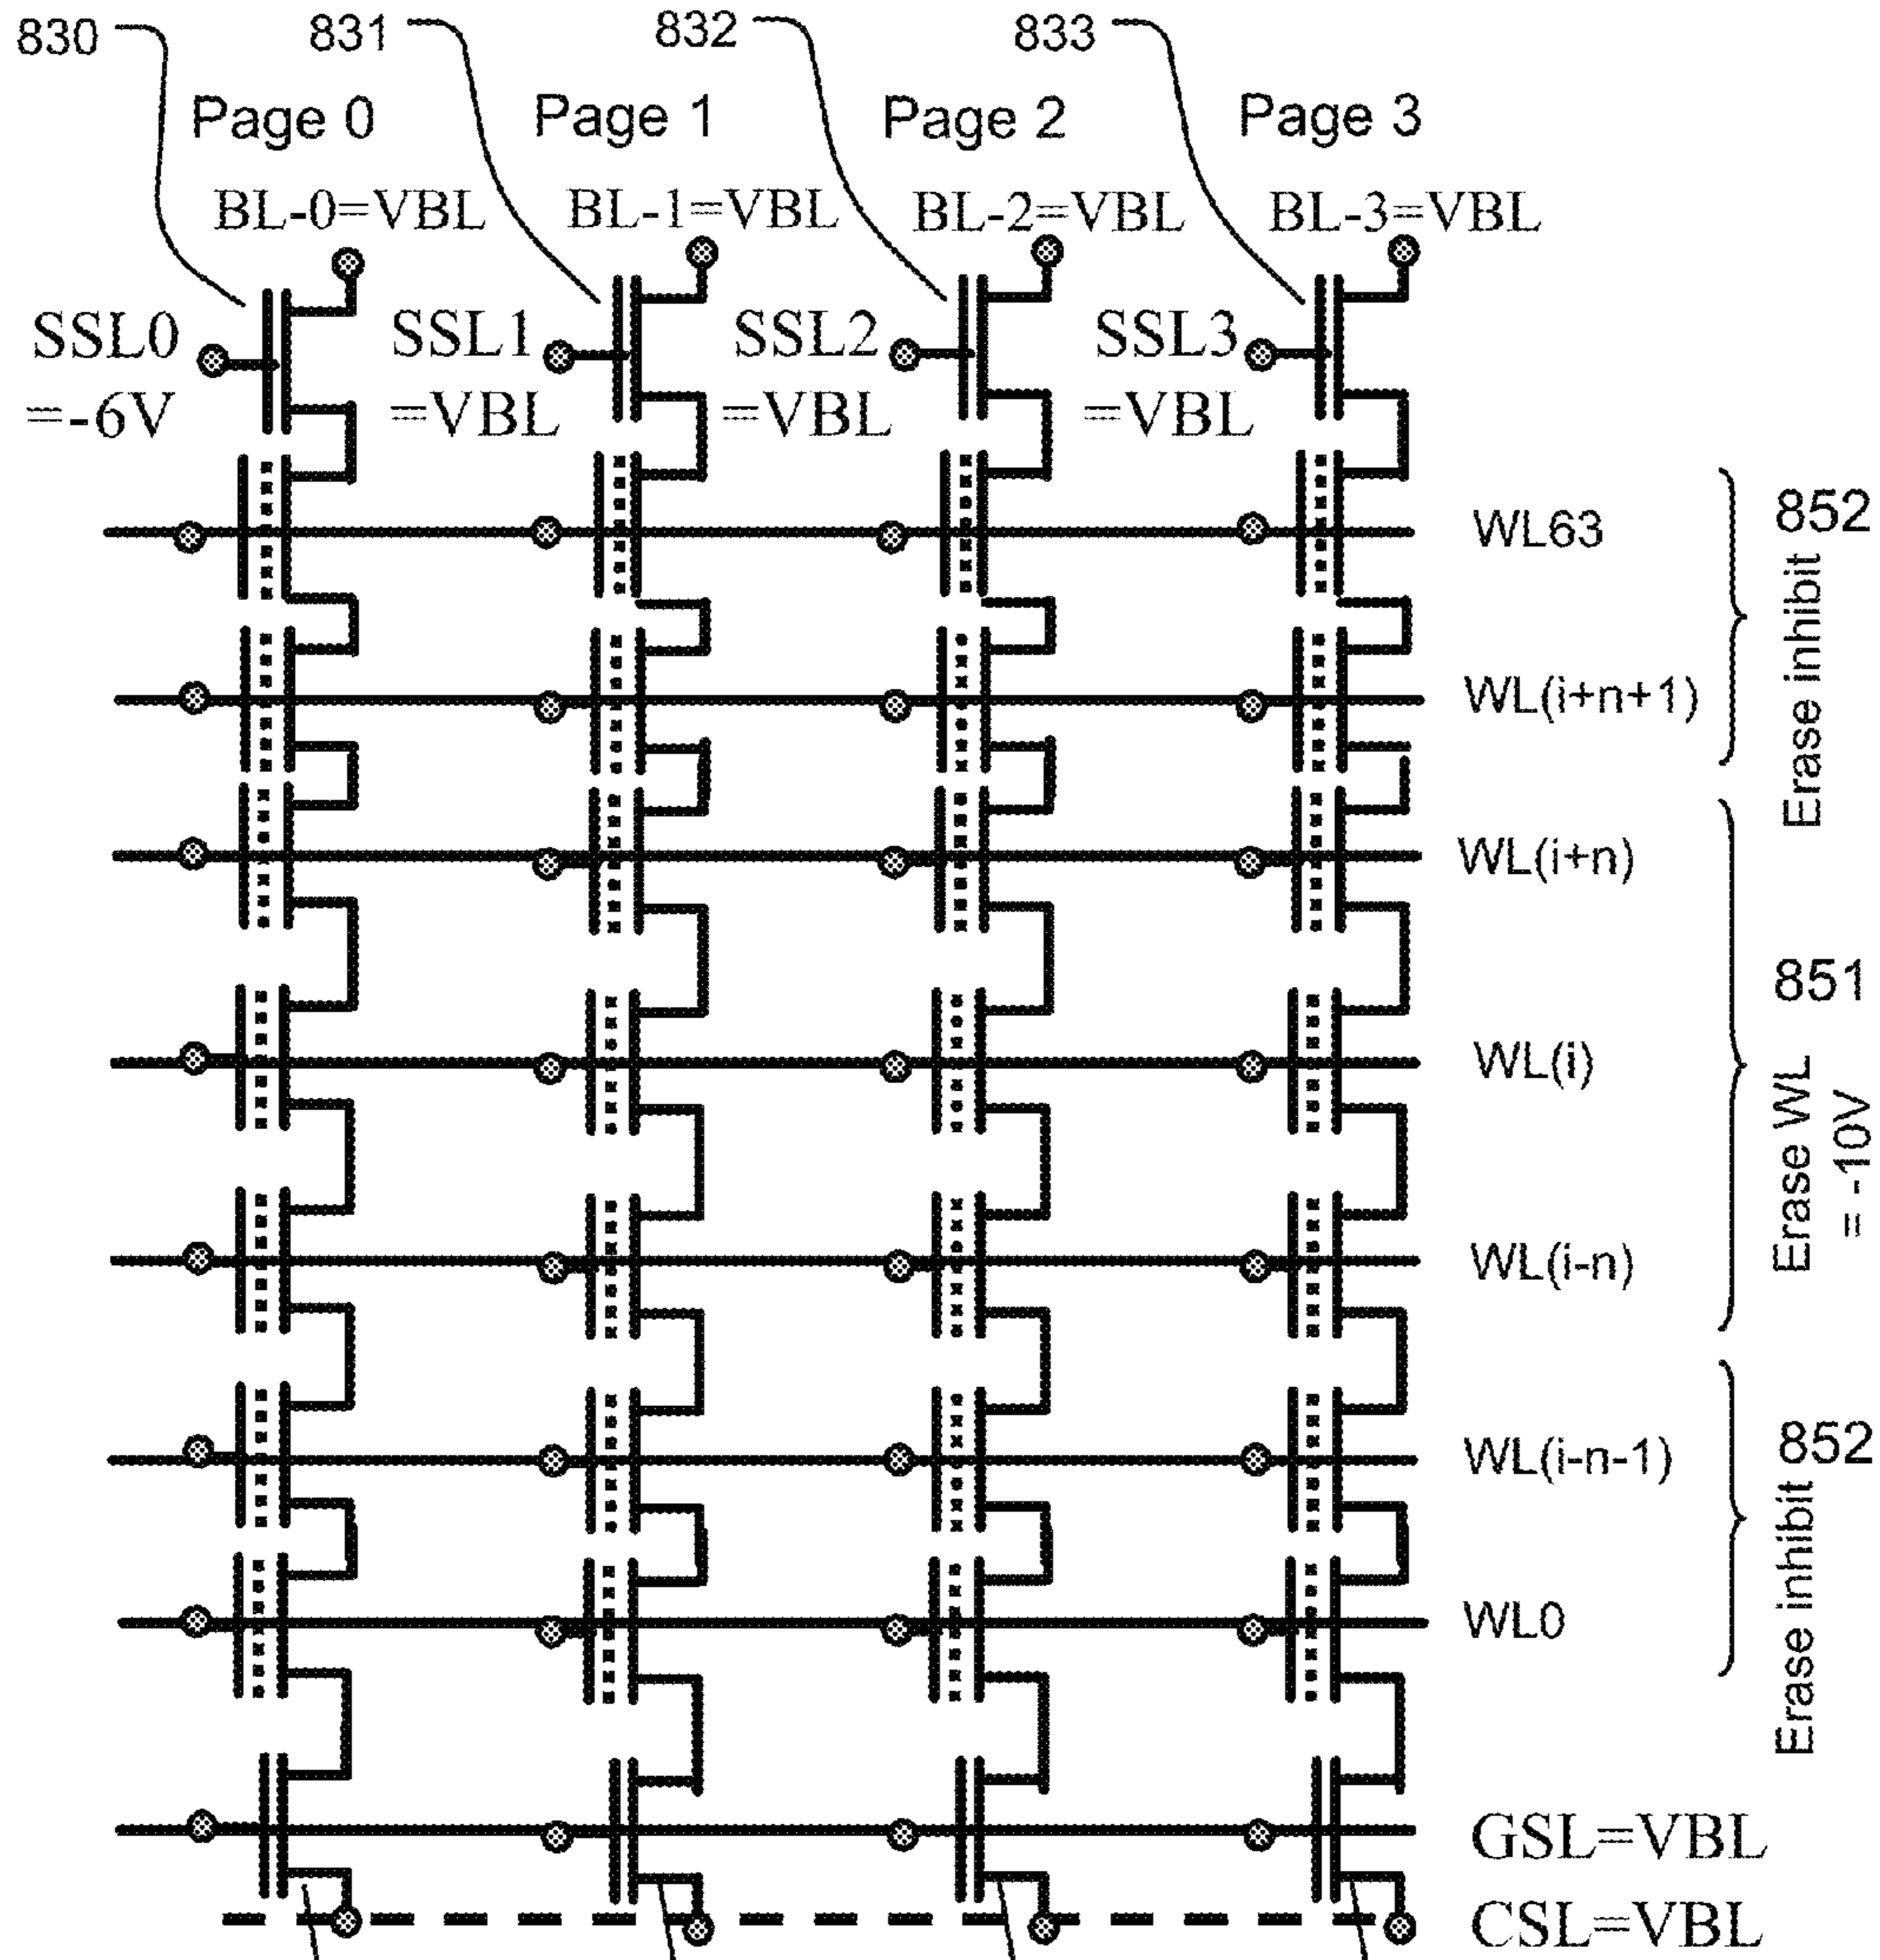 830 831 832 833
Page 0 Page 1 Page 2 Page 3
BL-0=VBL BL-1=VBL BL-2=VBL BL-3=VBL
SSL0 SSL1 SSL2 SSL3
=-6V =VBL =VBL =VBL
WL63
WL(i+n+1)
Erase inhibit 852
WL(i+n)
WL(i)
WL(i-n)
Erase WL 851
= -10V
WL(i-n-1)
WL0
Erase inhibit 852
GSL=VBL
CSL=VBL